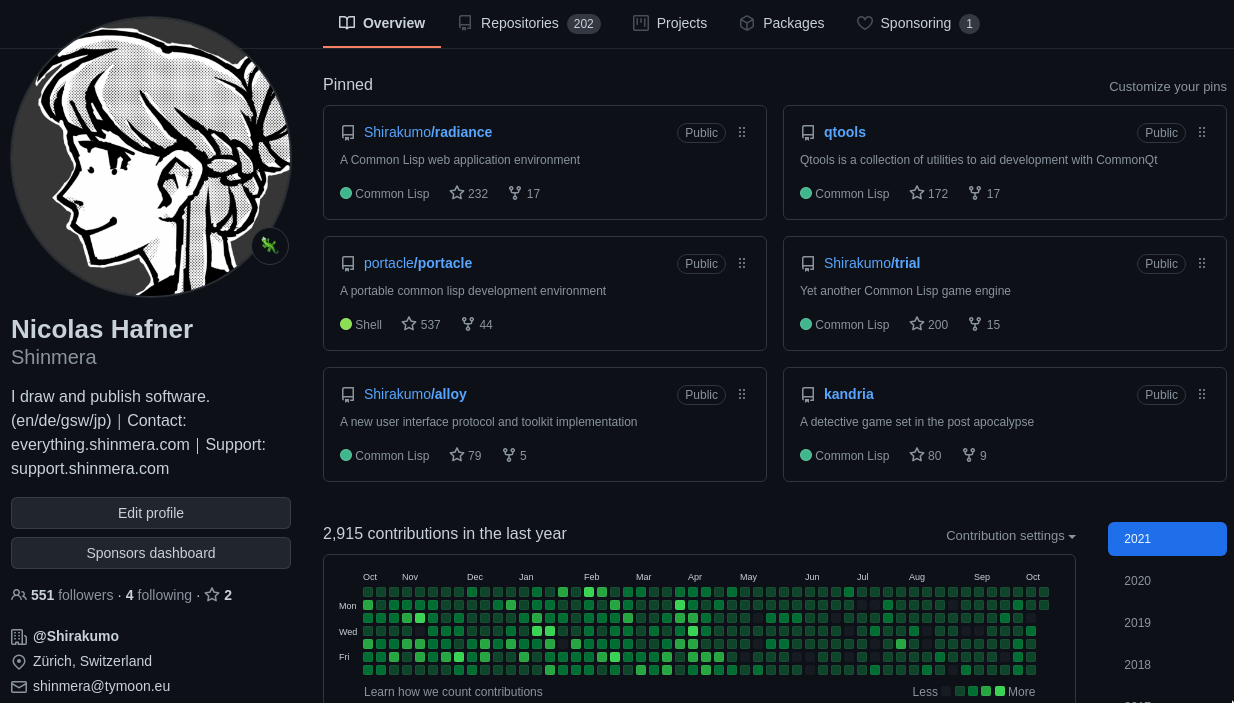 Overview Repositories 202 Projects Packages Sponsoring 1
Nicolas Hafner
Shinmera
I draw and publish software.
(en/de/gsw/jp)｜Contact:
everything.shinmera.com｜Support:
support.shinmera.com
Edit profile
Sponsors dashboard
551 followers · 4 following · 2
@Shirakumo
Zürich, Switzerland
shinmera@tymoon.eu
Pinned
Customize your pins
Shirakumo/radiance Public
A Common Lisp web application environment
Common Lisp 232 17
qtools Public
Qtools is a collection of utilities to aid development with CommonQt
Common Lisp 172 17
portacle/portacle Public
A portable common lisp development environment
Shell 537 44
Shirakumo/trial Public
Yet another Common Lisp game engine
Common Lisp 200 15
Shirakumo/alloy Public
A new user interface protocol and toolkit implementation
Common Lisp 79 5
kandria Public
A detective game set in the post apocalypse
Common Lisp 80 9
2,915 contributions in the last year
Contribution settings
Oct Nov Dec Jan Feb Mar Apr May Jun Jul Aug Sep Oct
Mon
Wed
Fri
Learn how we count contributions
Less More
2021
2020
2019
2018